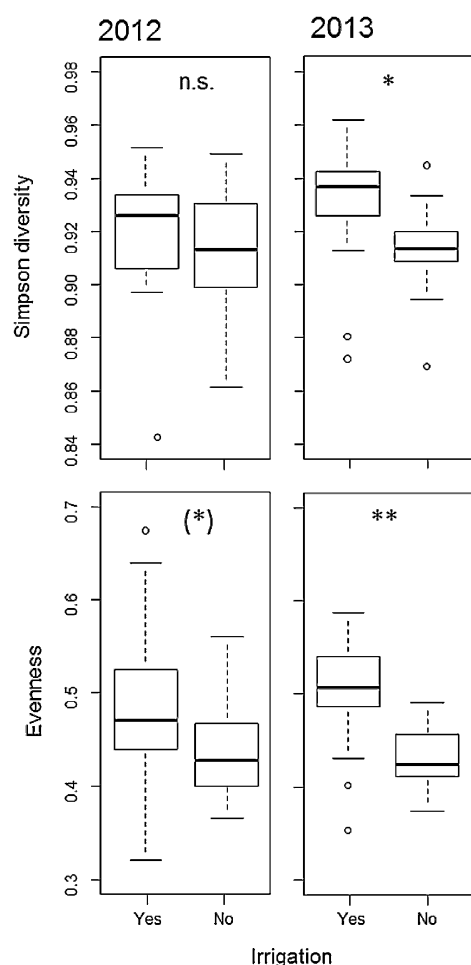 2012
2013
n.s.
*
Simpson diversity
0.98
0.96
0.94
0.92
0.90
0.88
0.86
0.84
(*)
**
Evenness
0.7
0.6
0.5
0.4
0.3
Yes
No
Yes
No
Irrigation